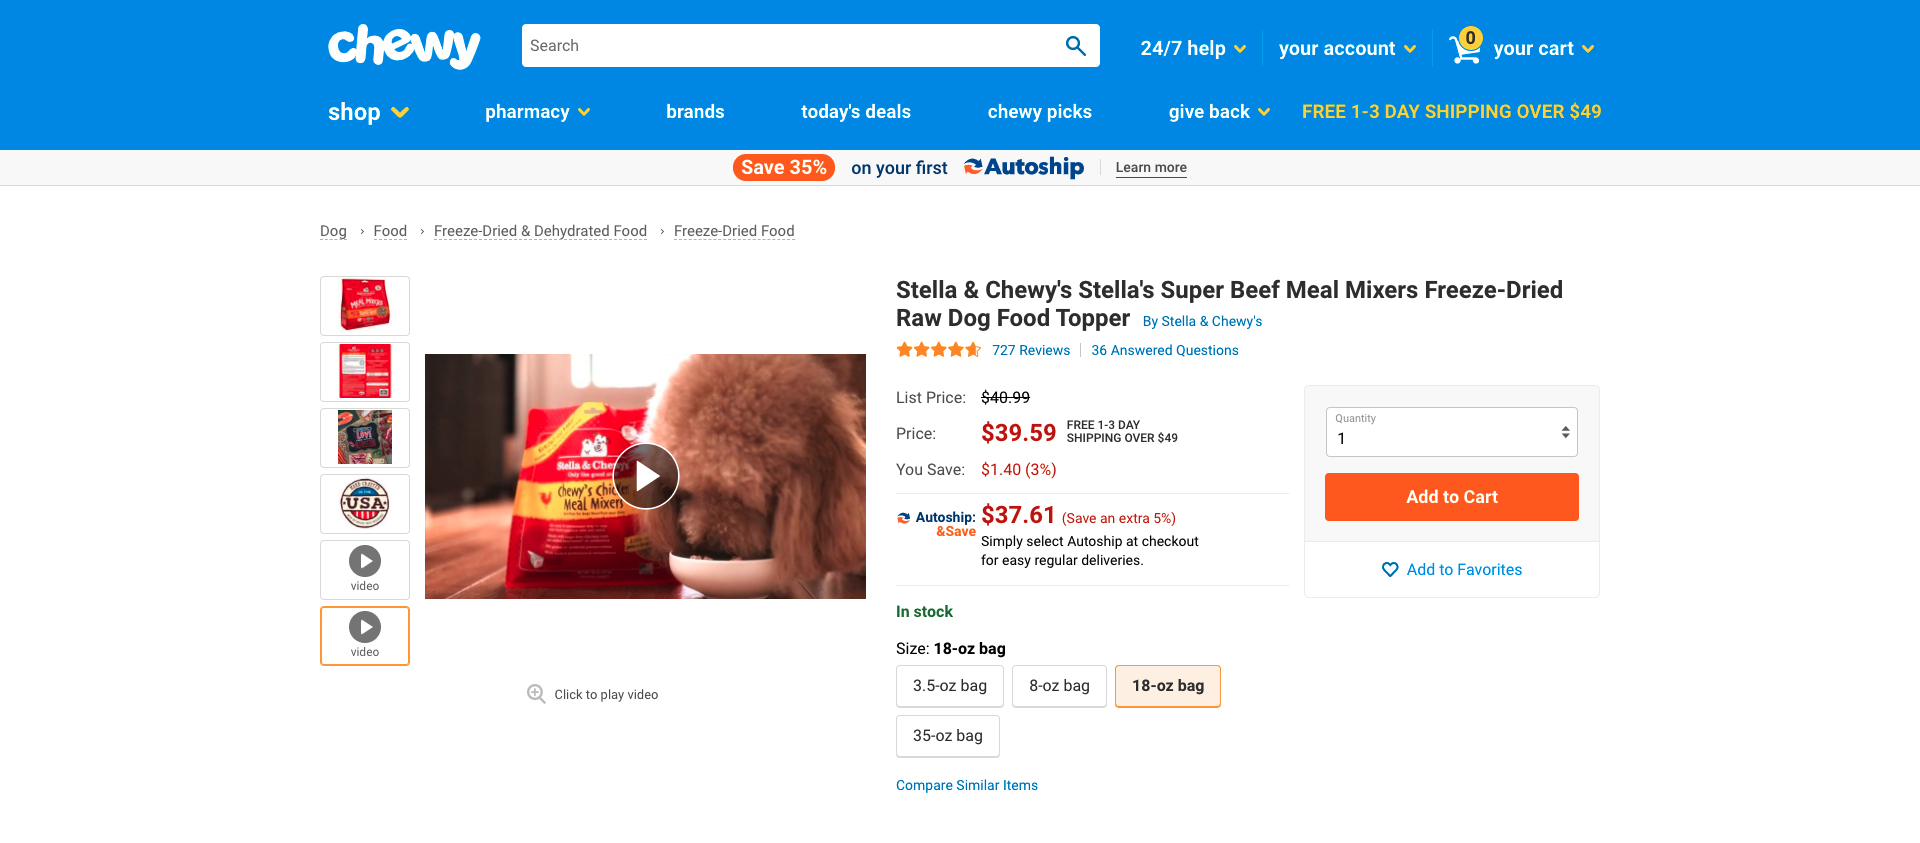 chewy
Search
24/7 help
your account
0
your cart
shop
pharmacy
brands
today's deals
chewy picks
give back
FREE 1-3 DAY SHIPPING OVER $49
Save 35% on your first Autoship Learn more
Dog › Food › Freeze-Dried & Dehydrated Food › Freeze-Dried Food
MEAL MIXERS
USA
video
video
Stella & Chewy's
Chewy's Chicken
Meal Mixers
Click to play video
Stella & Chewy's Stella's Super Beef Meal Mixers Freeze-Dried
Raw Dog Food Topper By Stella & Chewy's
727 Reviews 36 Answered Questions
List Price: $40.99
Price: $39.59 FREE 1-3 DAY
SHIPPING OVER $49
You Save: $1.40 (3%)
Autoship: $37.61 (Save an extra 5%)
&Save
Simply select Autoship at checkout
for easy regular deliveries.
In stock
Size: 18-oz bag
3.5-oz bag 8-oz bag 18-oz bag
35-oz bag
Compare Similar Items
Quantity
1
Add to Cart
Add to Favorites